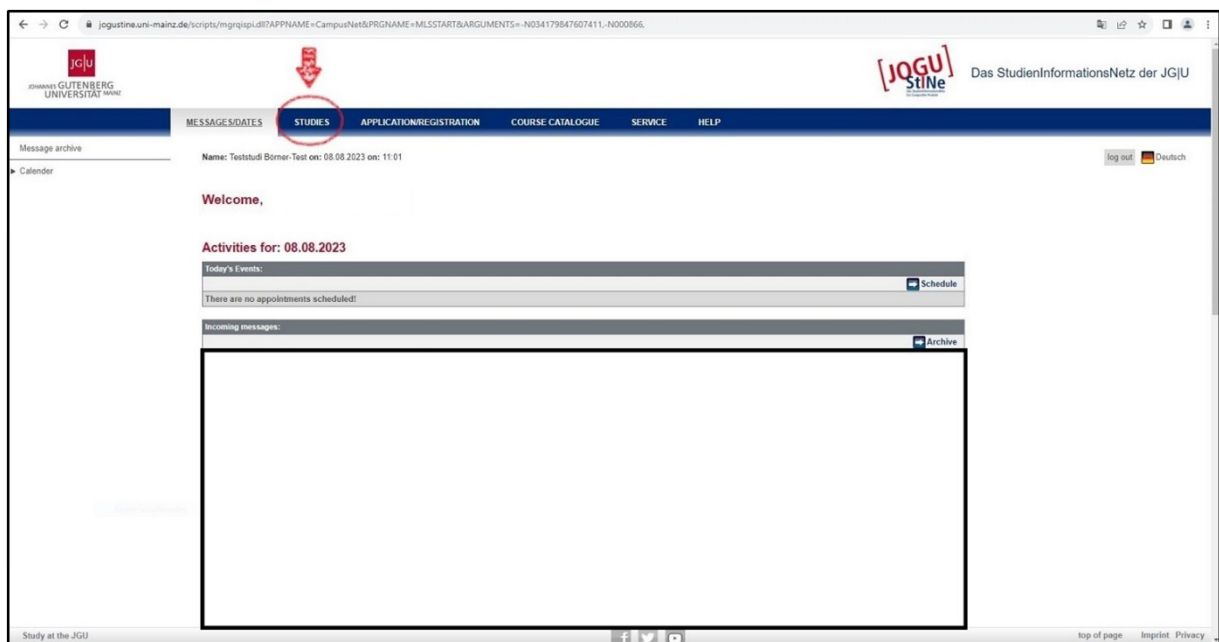 jogustine.uni-mainz.de/scripts/mgrqispi.dll?APPNAME=CampusNet&PRGNAME=MLSSTART&ARGUMENTS=-N034179847607411,-N000866,
JG|U
JOHANNES GUTENBERG
UNIVERSITÄT MAINZ
[JOGU
StINe]
Das StudienInformationsNetz der JG|U
MESSAGES/DATES STUDIES APPLICATION/REGISTRATION COURSE CATALOGUE SERVICE HELP
Message archive
Calender
Name: Teststudi Börner-Test on: 08.08.2023 on: 11:01
log out Deutsch
Welcome,
Activities for: 08.08.2023
Today's Events:
Schedule
There are no appointments scheduled!
Incoming messages:
Archive
Study at the JGU
top of page Imprint Privacy